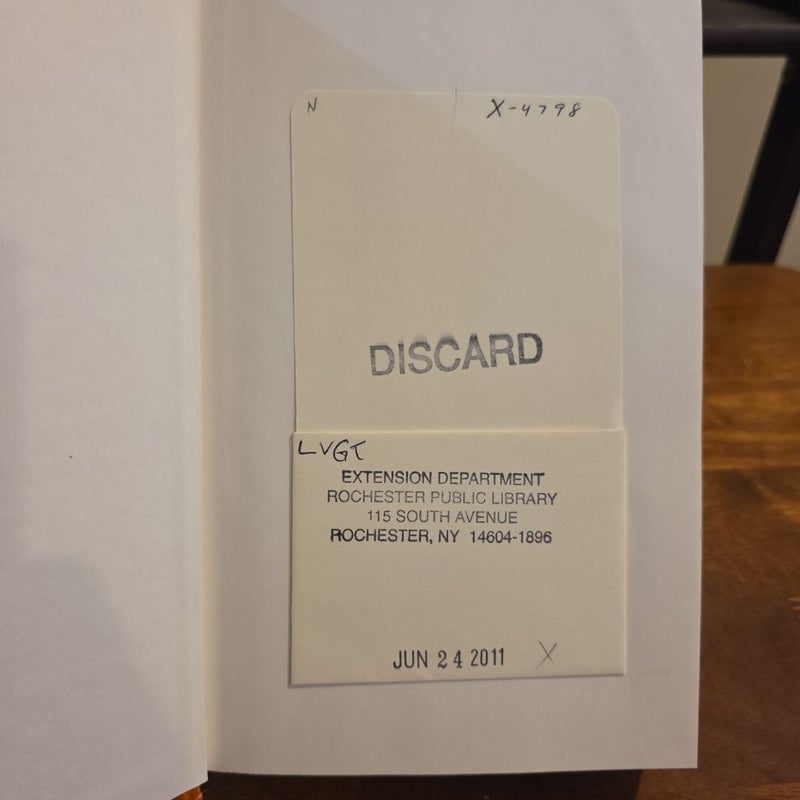 N X-4798
DISCARD
LVGT
EXTENSION DEPARTMENT
ROCHESTER PUBLIC LIBRARY
115 SOUTH AVENUE
ROCHESTER, NY 14604-1896
JUN 24 2011 X